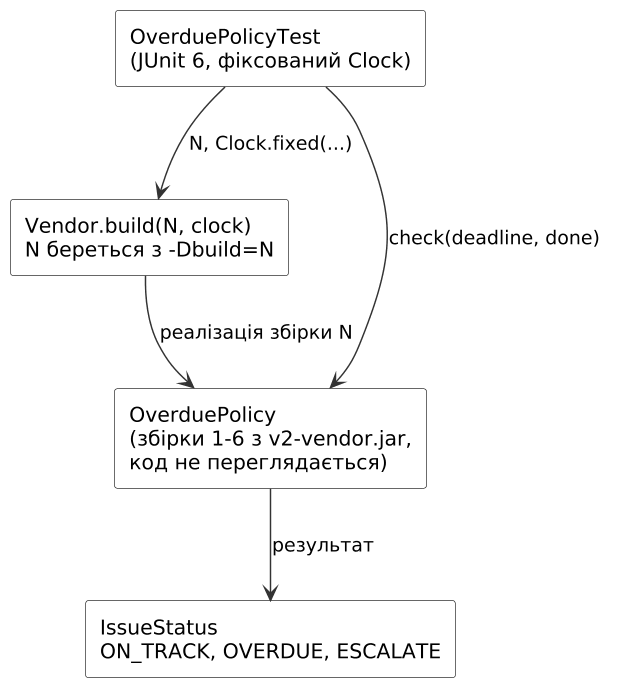 OverduePolicyTest
(JUnit 6, фіксований Clock)
N, Clock.fixed(...)
Vendor.build(N, clock)
N береться з -Dbuild=N
check(deadline, done)
реалізація збірки N
OverduePolicy
(збірки 1-6 з v2-vendor.jar,
код не переглядається)
результат
IssueStatus
ON_TRACK, OVERDUE, ESCALATE